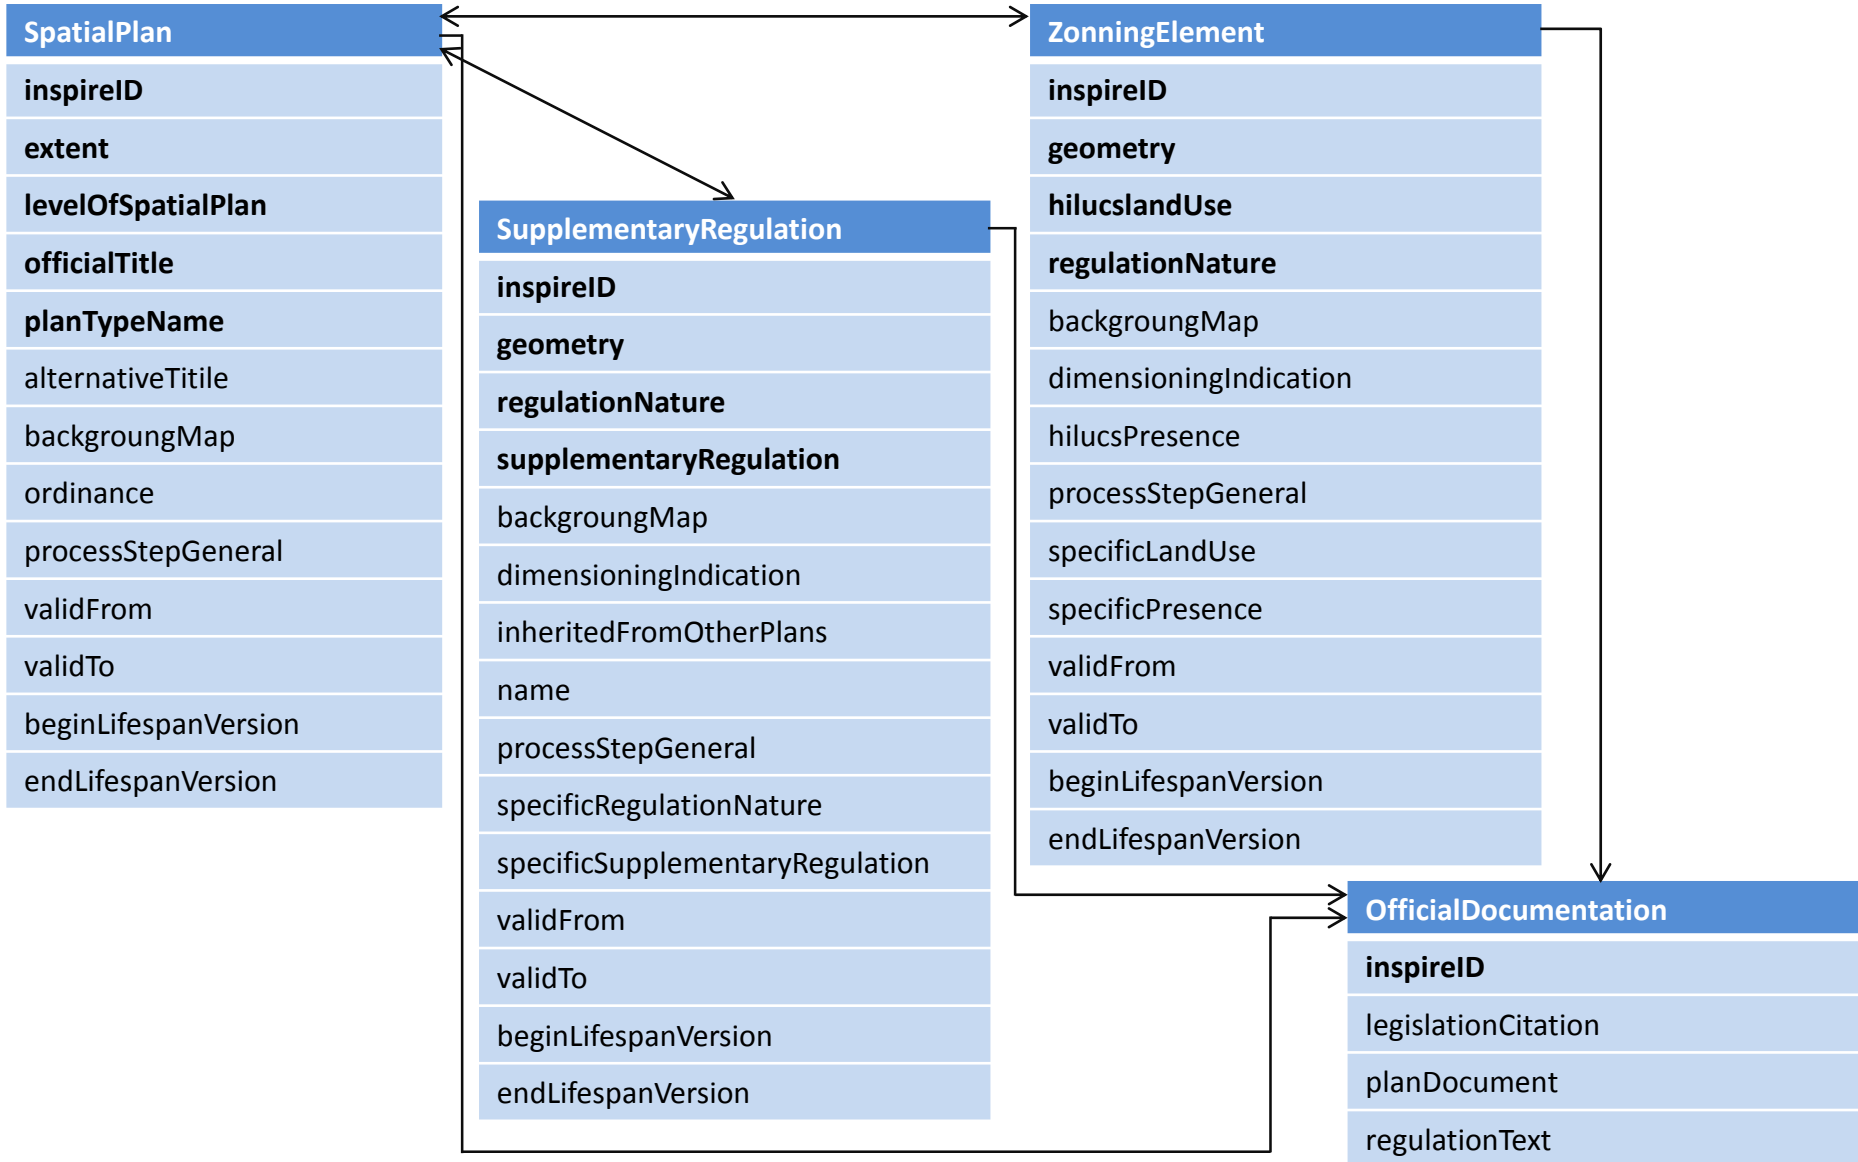 SpatialPlan
inspireID
extent
levelOfSpatialPlan
officialTitle
planTypeName
alternativeTitile
backgroungMap
ordinance
processStepGeneral
validFrom
validTo
beginLifespanVersion
endLifespanVersion
SupplementaryRegulation
inspireID
geometry
regulationNature
supplementaryRegulation
backgroungMap
dimensioningIndication
inheritedFromOtherPlans
name
processStepGeneral
specificRegulationNature
specificSupplementaryRegulation
validFrom
validTo
beginLifespanVersion
endLifespanVersion
ZonningElement
inspireID
geometry
hilucslandUse
regulationNature
backgroungMap
dimensioningIndication
hilucsPresence
processStepGeneral
specificLandUse
specificPresence
validFrom
validTo
beginLifespanVersion
endLifespanVersion
OfficialDocumentation
inspireID
legislationCitation
planDocument
regulationText